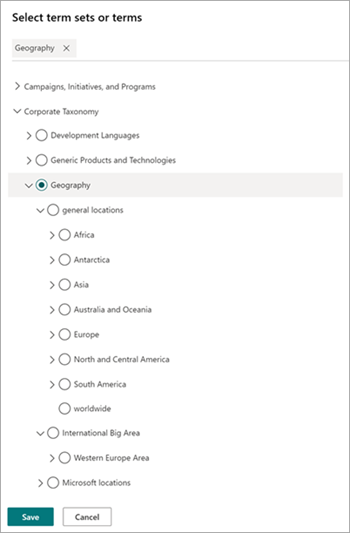 Select term sets or terms
Geography
Campaigns, Initiatives, and Programs
Corporate Taxonomy
Development Languages
Generic Products and Technologies
Geography
general locations
Africa
Antarctica
Asia
Australia and Oceania
Europe
North and Central America
South America
worldwide
International Big Area
Western Europe Area
Microsoft locations
Save Cancel